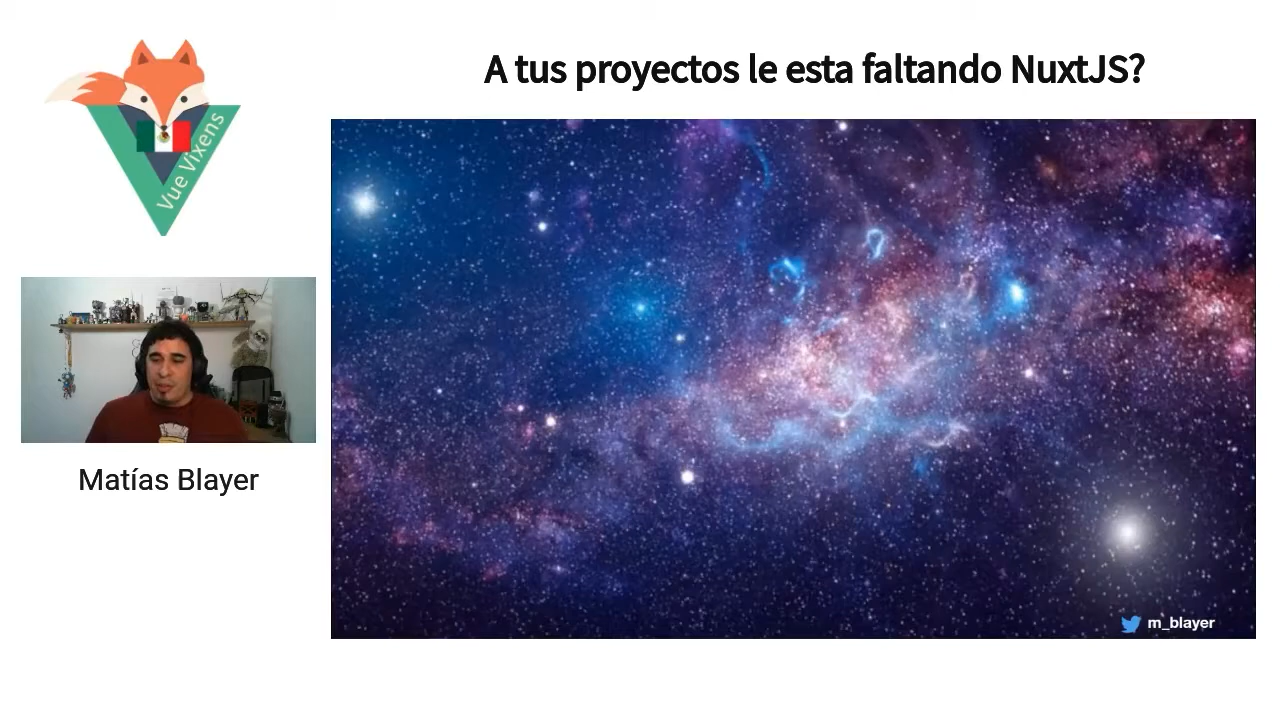 A tus proyectos le esta faltando NuxtJS?
Vue Vixens
Matías Blayer
m_blayer